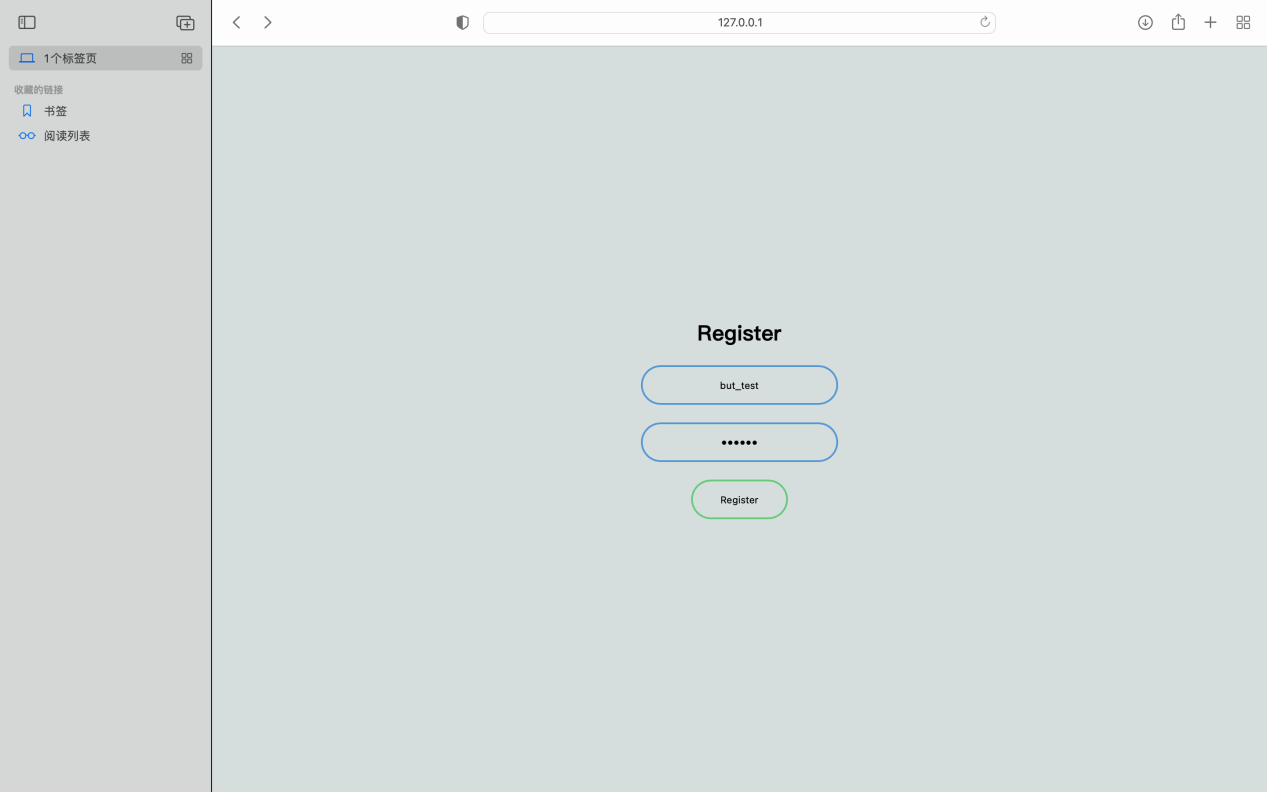 127.0.0.1
1个标签页
收藏的链接
书签
阅读列表
Register
but_test
••••••
Register